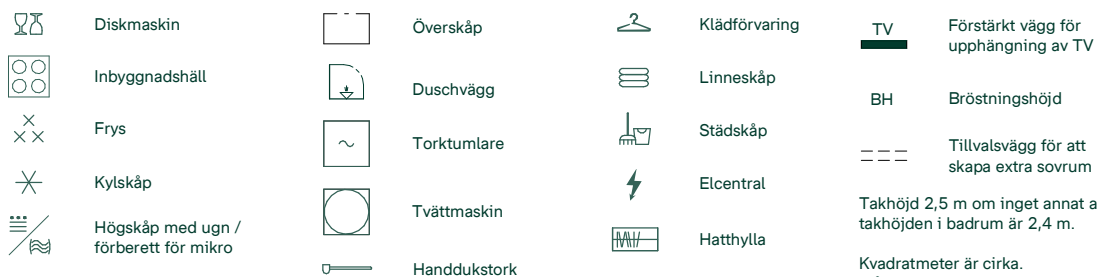 Diskmaskin
Inbyggnadshäll
Frys
Kylskåp
Högskåp med ugn /
förberett för mikro
Överskåp
Duschvägg
Torktumlare
Tvättmaskin
Handdukstork
Klädförvaring
Linneskåp
Städskåp
Elcentral
Hatthylla
TV
Förstärkt vägg för
upphängning av TV
BH
Bröstningshöjd
Tillvalsvägg för att
skapa extra sovrum
Takhöjd 2,5 m om inget annat a
takhöjden i badrum är 2,4 m.
Kvadratmeter är cirka.